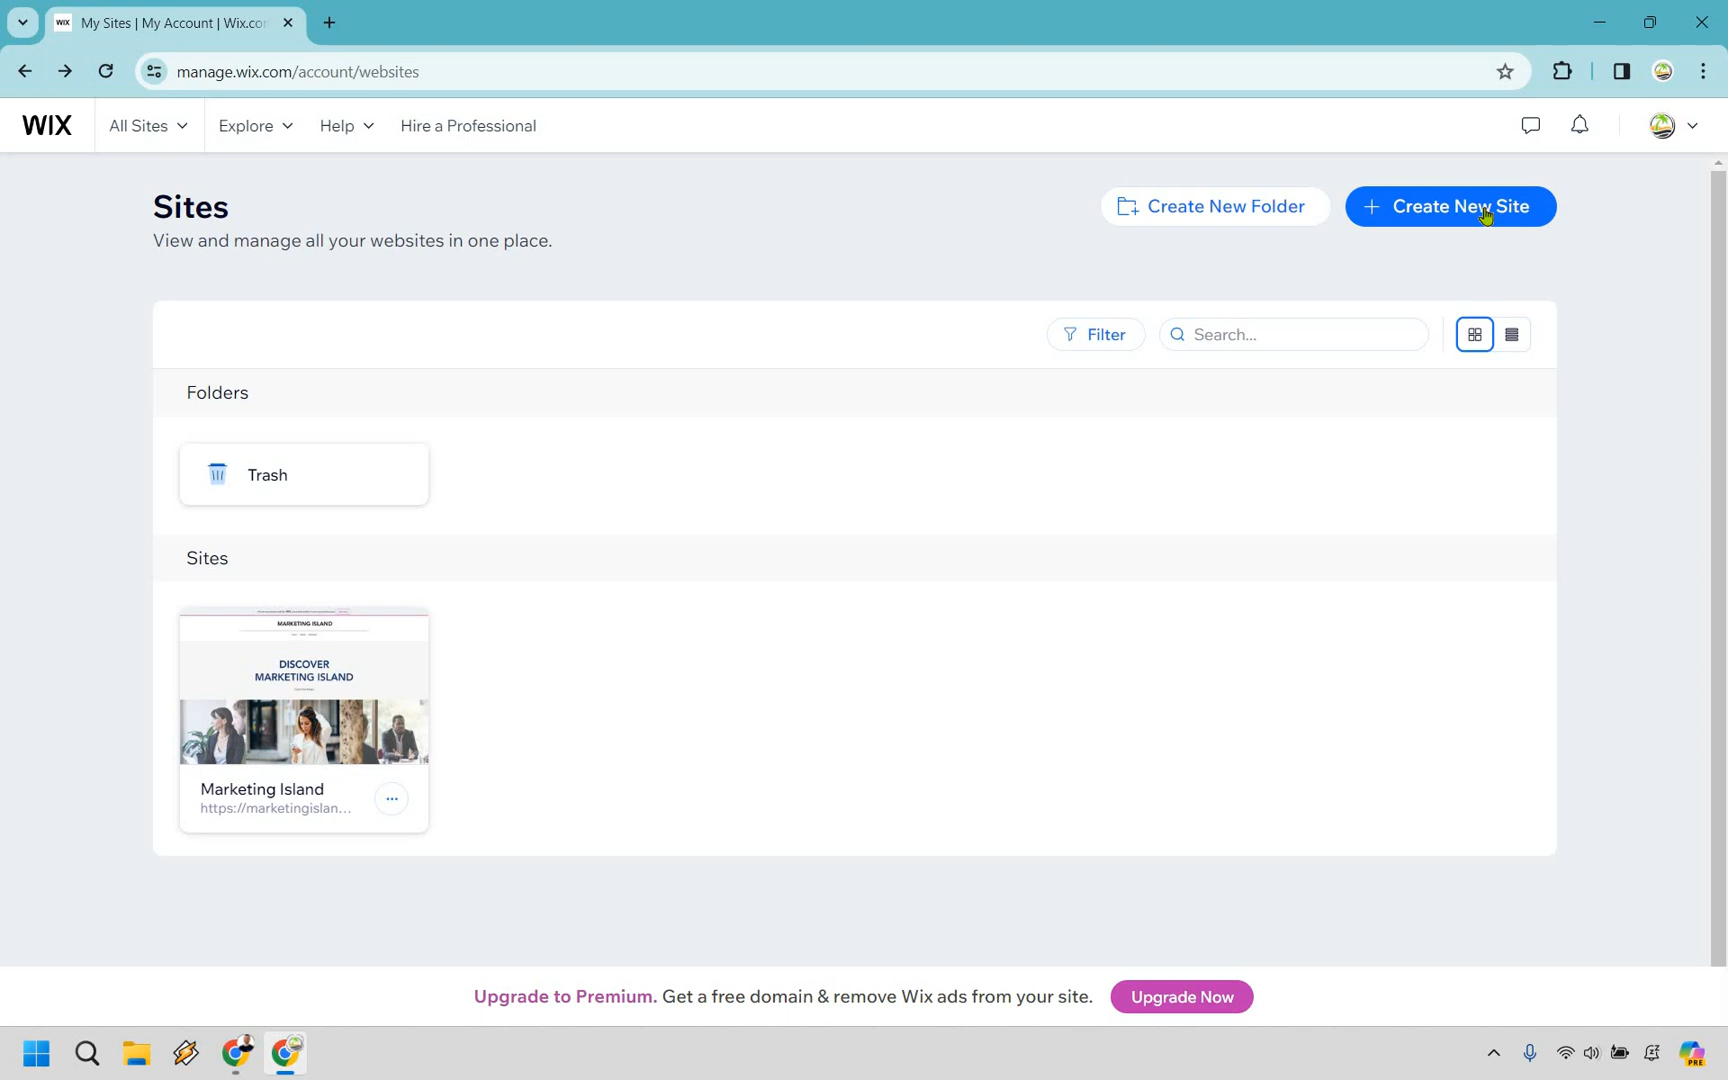 WIX My Sites | My Account | Wix.co
manage.wix.com/account/websites
WIX All Sites Explore Help Hire a Professional
Sites
View and manage all your websites in one place.
Create New Folder
Create New Site
Filter
Search...
Folders
Trash
Sites
MARKETING ISLAND
DISCOVER
MARKETING ISLAND
Marketing Island
https://marketingislan...
Upgrade to Premium. Get a free domain & remove Wix ads from your site. Upgrade Now
PRE